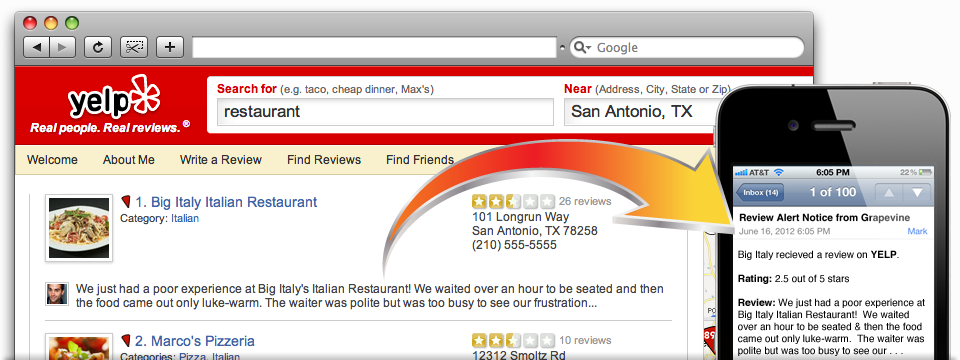 Google
yelp
Real people. Real reviews. ®
Search for (e.g. taco, cheap dinner, Max's)
restaurant
Near (Address, City, State or Zip)
San Antonio, TX
Welcome About Me Write a Review Find Reviews Find Friends
1. Big Italy Italian Restaurant
Category: Italian
26 reviews
101 Longrun Way
San Antonio, TX 78258
(210) 555-5555
We just had a poor experience at Big Italy's Italian Restaurant! We waited over an hour to be seated and then
the food came out only luke-warm. The waiter was polite but was too busy to see our frustration...
2. Marco's Pizzeria
Categories: Pizza, Italian
10 reviews
12312 Smoltz Rd
AT&T 6:05 PM 22%
Inbox (14) 1 of 100
Review Alert Notice from Grapevine
June 16, 2012 6:05 PM Mark
Big Italy recieved a review on YELP.
Rating: 2.5 out of 5 stars
Review: We just had a poor experience at
Big Italy Italian Restaurant! We waited
over an hour to be seated & then the food
came out only luke-warm. The waiter was
polite but was too busy to see our . . .